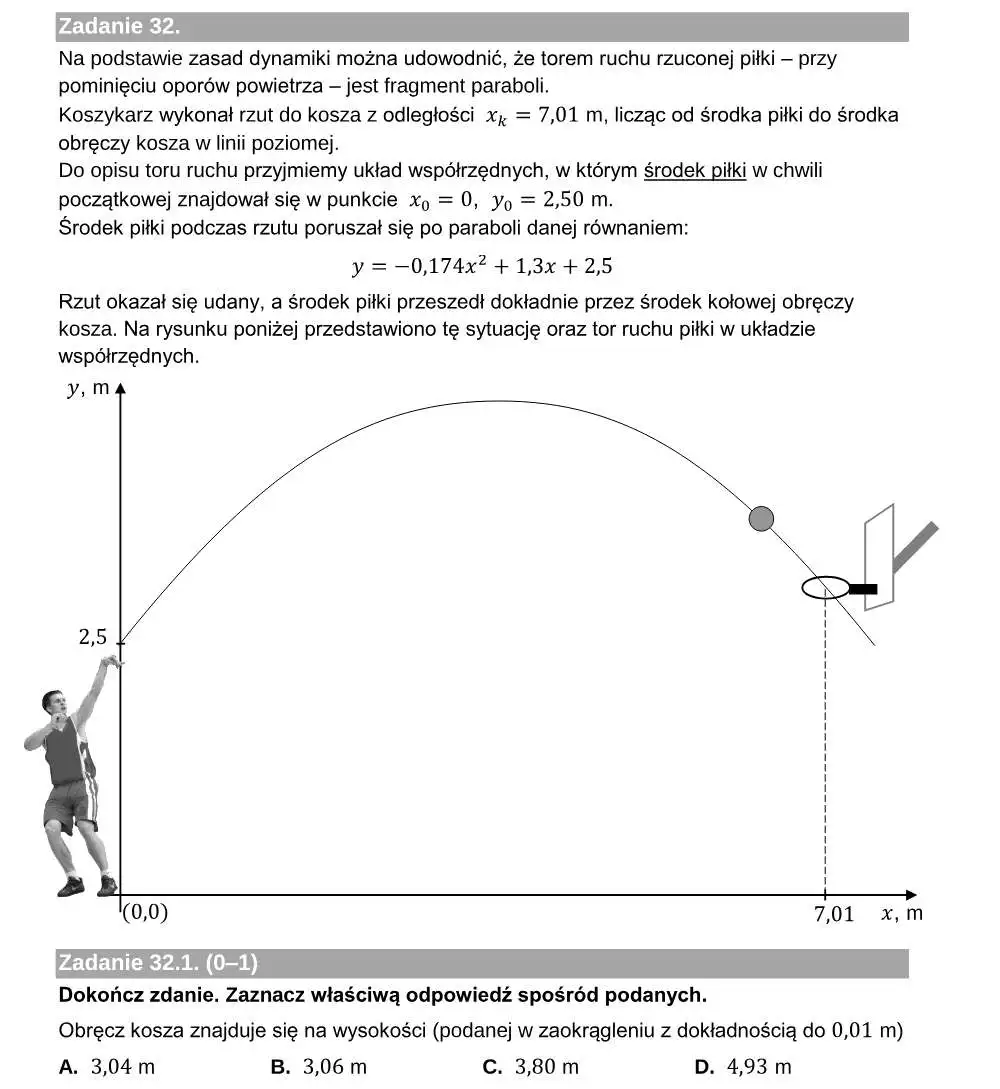 Zadanie 32.
Na podstawie zasad dynamiki można udowodnić, że torem ruchu rzuconej piłki – przy
pominięciu oporów powietrza – jest fragment paraboli.
Koszykarz wykonał rzut do kosza z odległości x_k = 7,01 m, licząc od środka piłki do środka
obręczy kosza w linii poziomej.
Do opisu toru ruchu przyjmiemy układ współrzędnych, w którym środek piłki w chwili
początkowej znajdował się w punkcie x₀ = 0, y₀ = 2,50 m.
Środek piłki podczas rzutu poruszał się po paraboli danej równaniem:
y = −0,174x² + 1,3x + 2,5
Rzut okazał się udany, a środek piłki przeszedł dokładnie przez środek kołowej obręczy
kosza. Na rysunku poniżej przedstawiono tę sytuację oraz tor ruchu piłki w układzie
współrzędnych.
y, m
2,5
(0,0)
7,01 x, m
Zadanie 32.1. (0–1)
Dokończ zdanie. Zaznacz właściwą odpowiedź spośród podanych.
Obręcz kosza znajduje się na wysokości (podanej w zaokrągleniu z dokładnością do 0,01 m)
A. 3,04 m B. 3,06 m C. 3,80 m D. 4,93 m